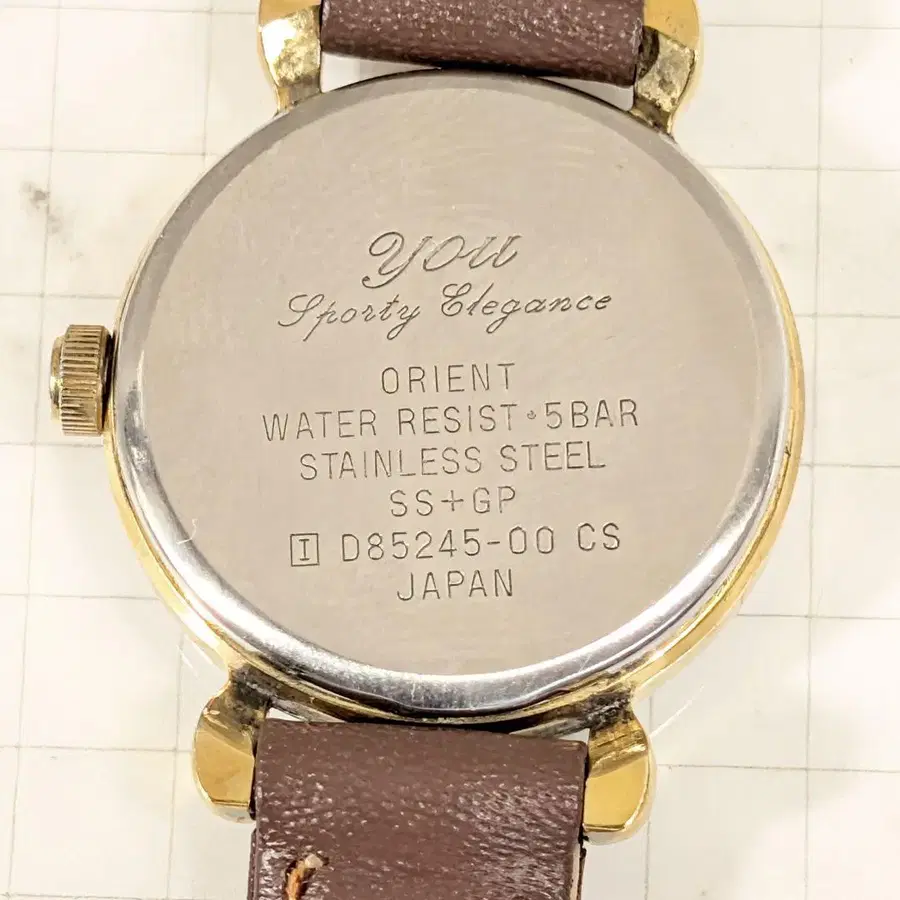 you
Sporty Elegance
ORIENT
WATER RESIST•5BAR
STAINLESS STEEL
SS+GP
I D85245-00 CS
JAPAN